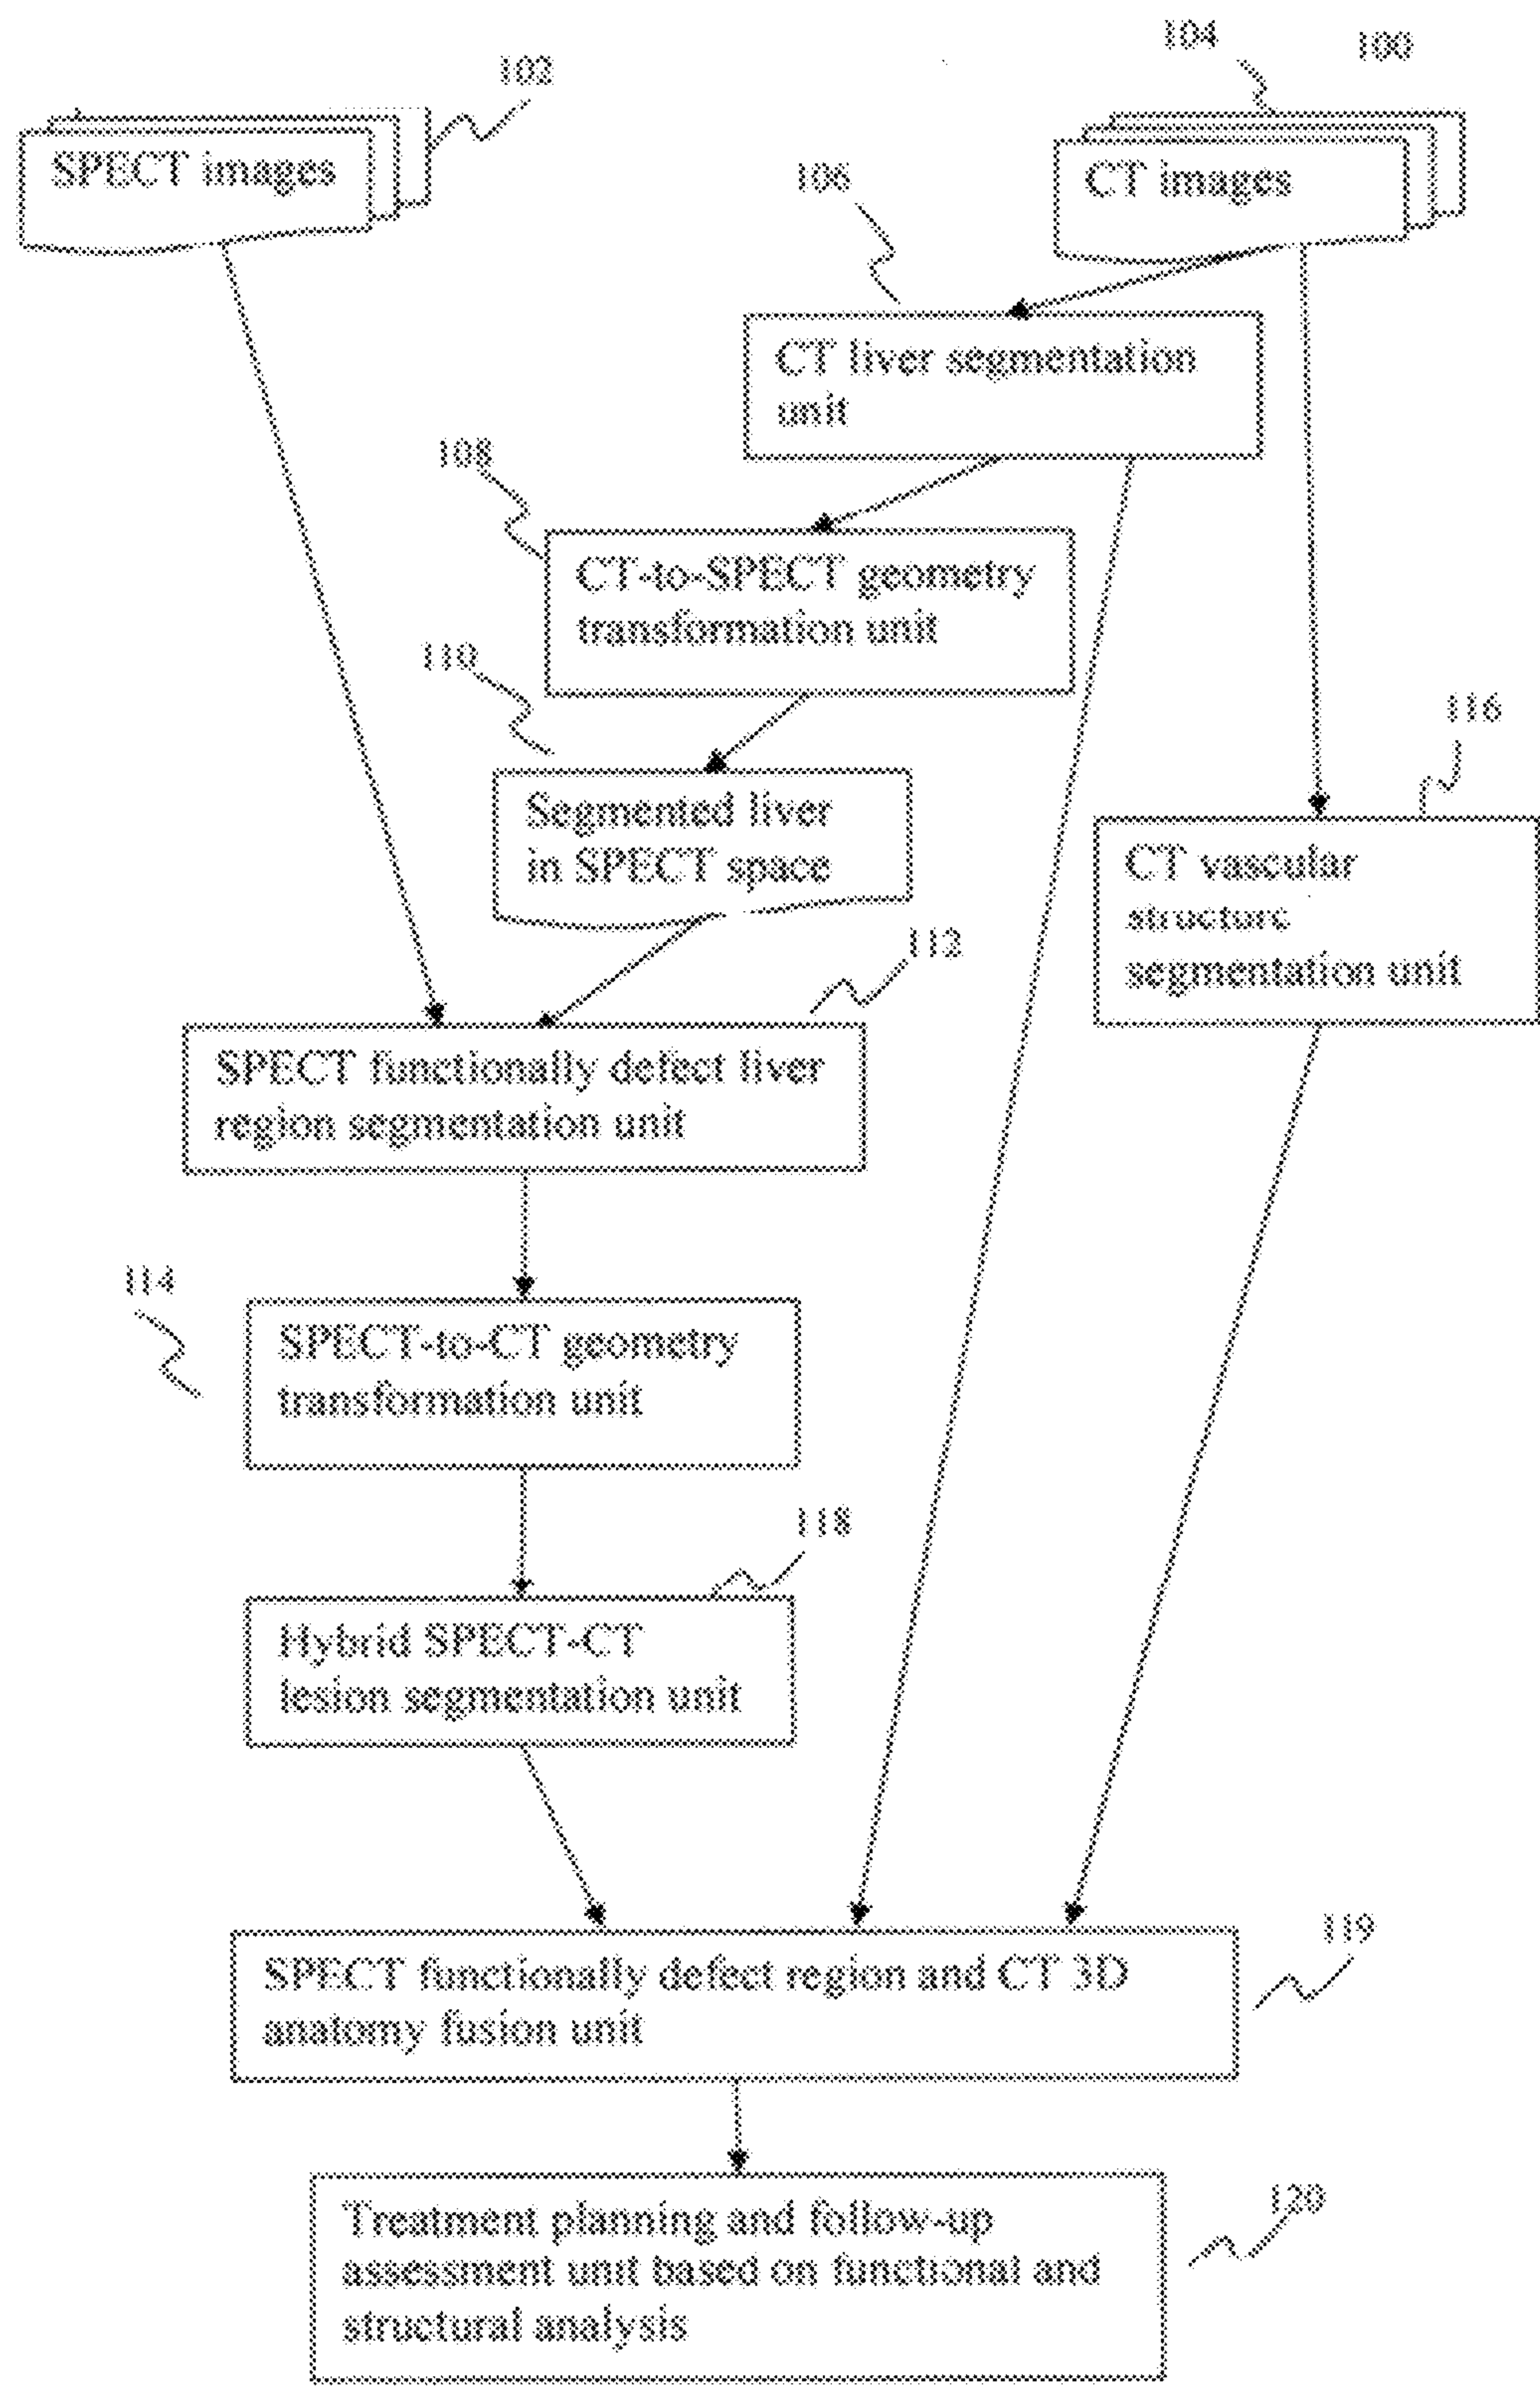 104
100
102
SPECT images
CT images
106
CT liver segmentation
unit
108
CT-to-SPECT geometry
transformation unit
110
116
Segmented liver
in SPECT space
CT vascular
structure
segmentation unit
112
SPECT functionally defect liver
region segmentation unit
114
SPECT-to-CT geometry
transformation unit
118
Hybrid SPECT-CT
lesion segmentation unit
119
SPECT functionally defect region and CT 3D
anatomy fusion unit
120
Treatment planning and follow-up
assessment unit based on functional and
structural analysis